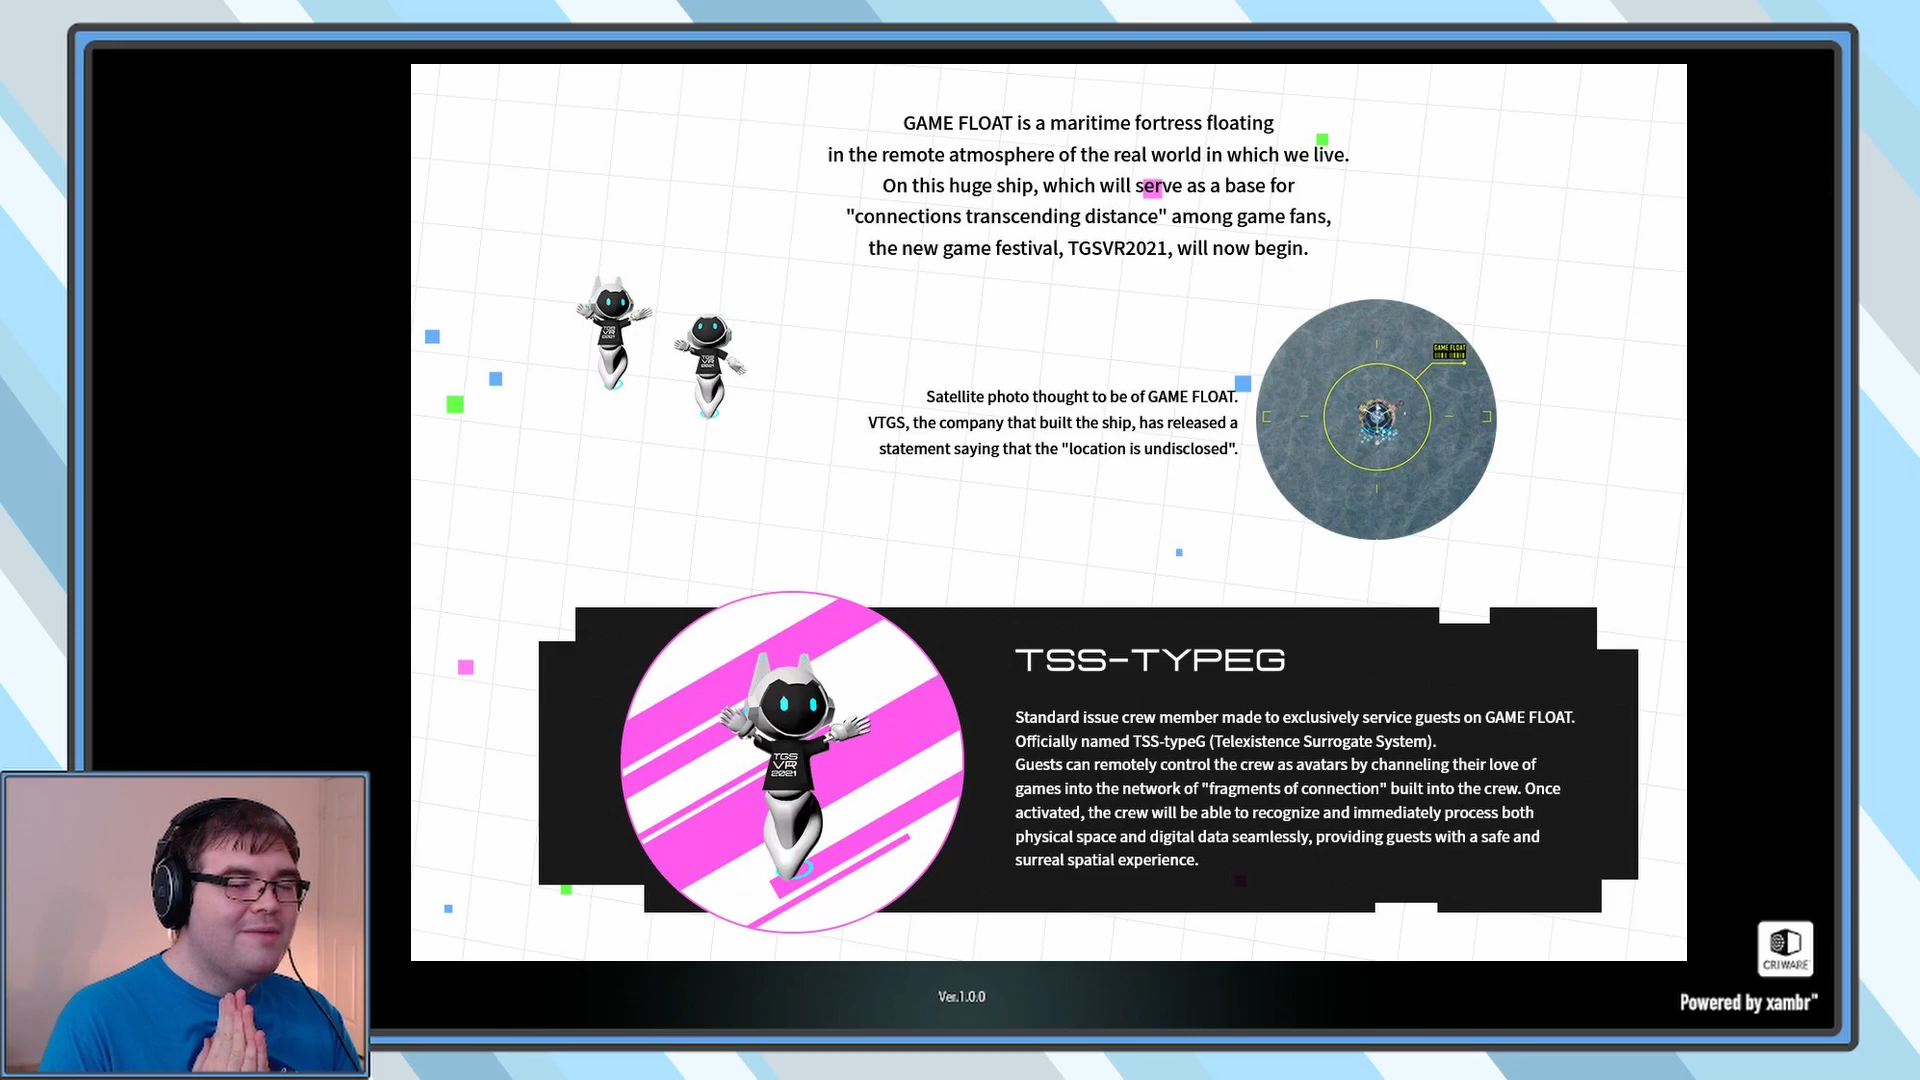 GAME FLOAT is a maritime fortress floating
in the remote atmosphere of the real world in which we live.
On this huge ship, which will serve as a base for
"connections transcending distance" among game fans,
the new game festival, TGSVR2021, will now begin.
TGS
VR
2021
TGS
VR
2021
GAME FLOAT
Satellite photo thought to be of GAME FLOAT.
VTGS, the company that built the ship, has released a
statement saying that the "location is undisclosed".
TSS-TYPEG
TGS
VR
2021
Standard issue crew member made to exclusively service guests on GAME FLOAT.
Officially named TSS-typeG (Telexistence Surrogate System).
Guests can remotely control the crew as avatars by channeling their love of
games into the network of "fragments of connection" built into the crew. Once
activated, the crew will be able to recognize and immediately process both
physical space and digital data seamlessly, providing guests with a safe and
surreal spatial experience.
CRIWARE
Ver.1.0.0
Powered by xambr™